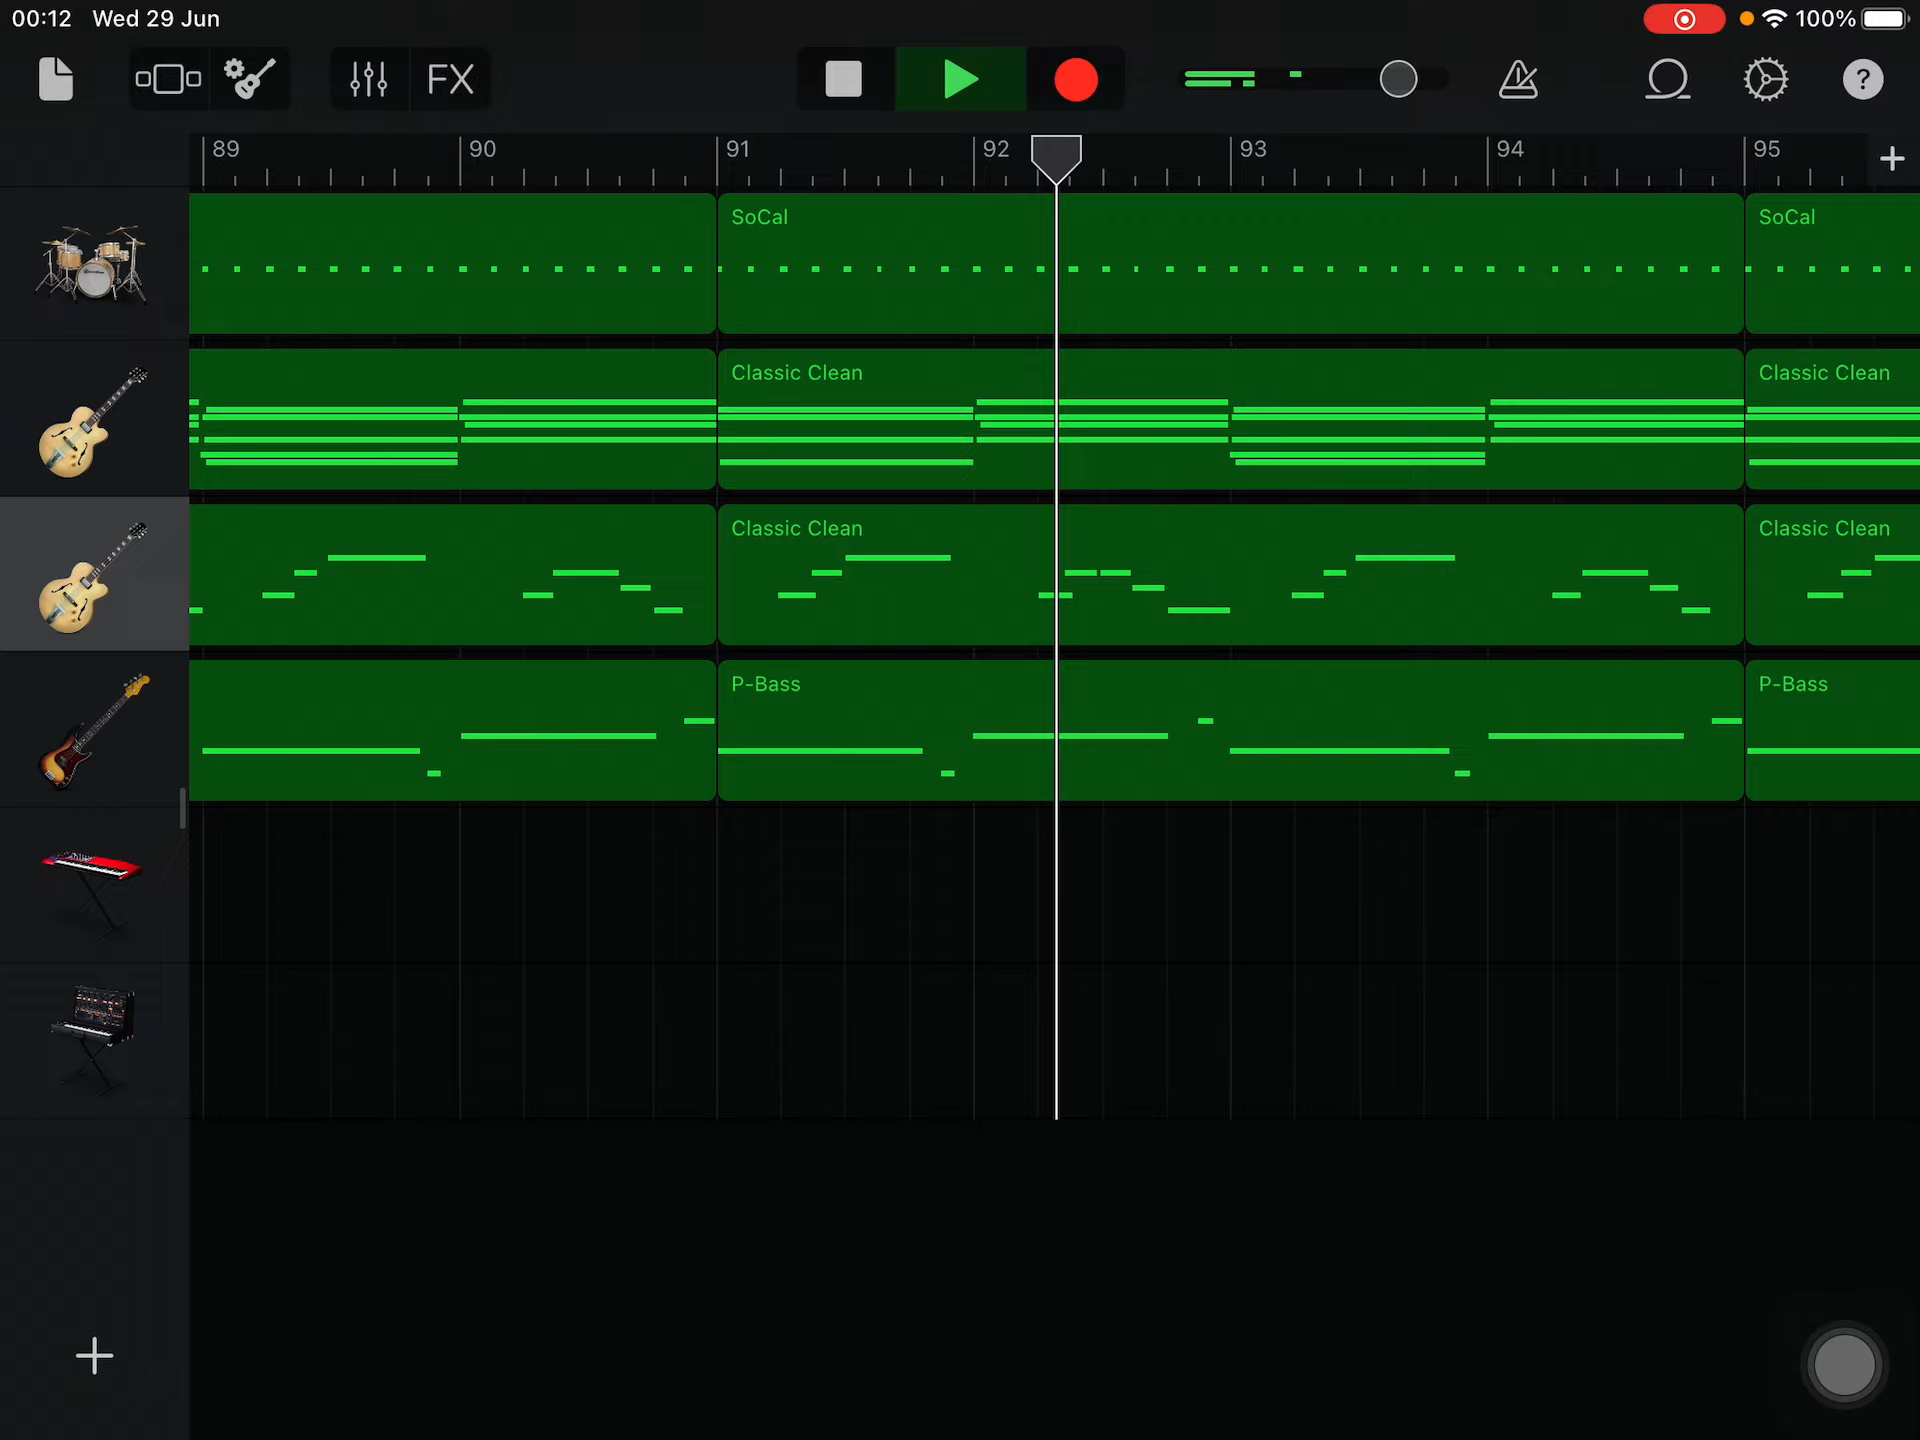 00:12 Wed 29 Jun 100%
FX ?
89 90 91 92 93 94 95
SoCal SoCal
Classic Clean Classic Clean
Classic Clean Classic Clean
P-Bass P-Bass